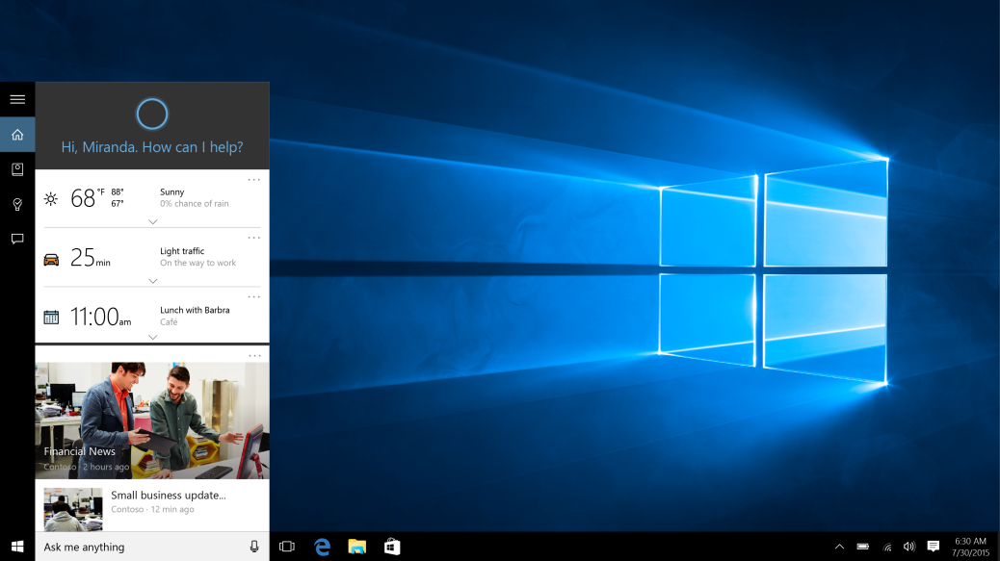 Hi, Miranda. How can I help?
68 °F 88° Sunny
67° 0% chance of rain
25 min Light traffic
On the way to work
11:00am Lunch with Barbra
Café
Financial News
Contoso · 2 hours ago
Small business update...
Contoso · 12 min ago
Ask me anything
6:30 AM
7/30/2015